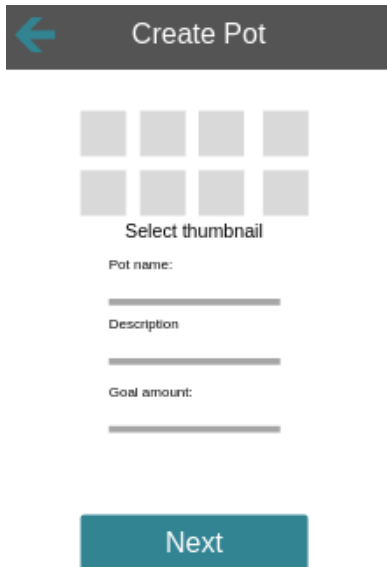 Create Pot
Select thumbnail
Pot name:
Description
Goal amount:
Next